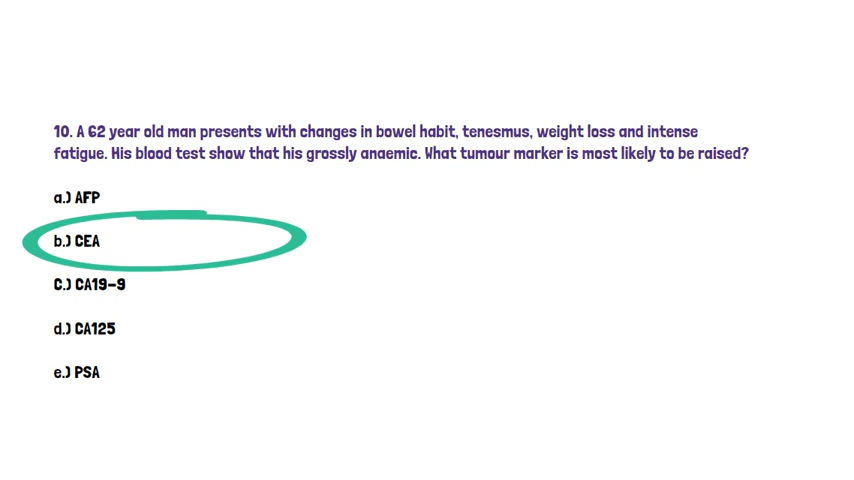 10. A 62 year old man presents with changes in bowel habit, tenesmus, weight loss and intense
fatigue. His blood test show that his grossly anaemic. What tumour marker is most likely to be raised?
a.) AFP
b.) CEA
C.) CA19-9
d.) CA125
e.) PSA